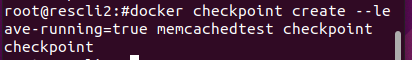 root@rescli2:#docker checkpoint create --le
ave-running=true memcachedtest checkpoint
checkpoint